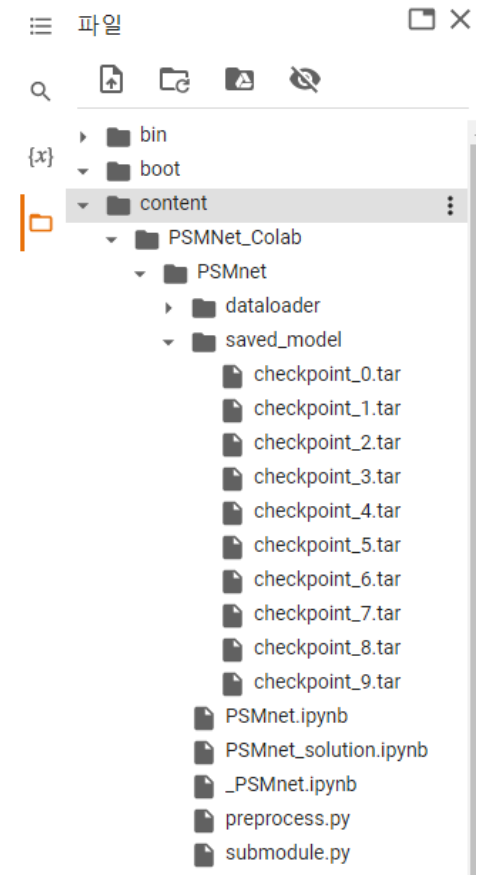 파일
{x}
bin
boot
content
PSMNet_Colab
PSMnet
dataloader
saved_model
checkpoint_0.tar
checkpoint_1.tar
checkpoint_2.tar
checkpoint_3.tar
checkpoint_4.tar
checkpoint_5.tar
checkpoint_6.tar
checkpoint_7.tar
checkpoint_8.tar
checkpoint_9.tar
PSMnet.ipynb
PSMnet_solution.ipynb
_PSMnet.ipynb
preprocess.py
submodule.py